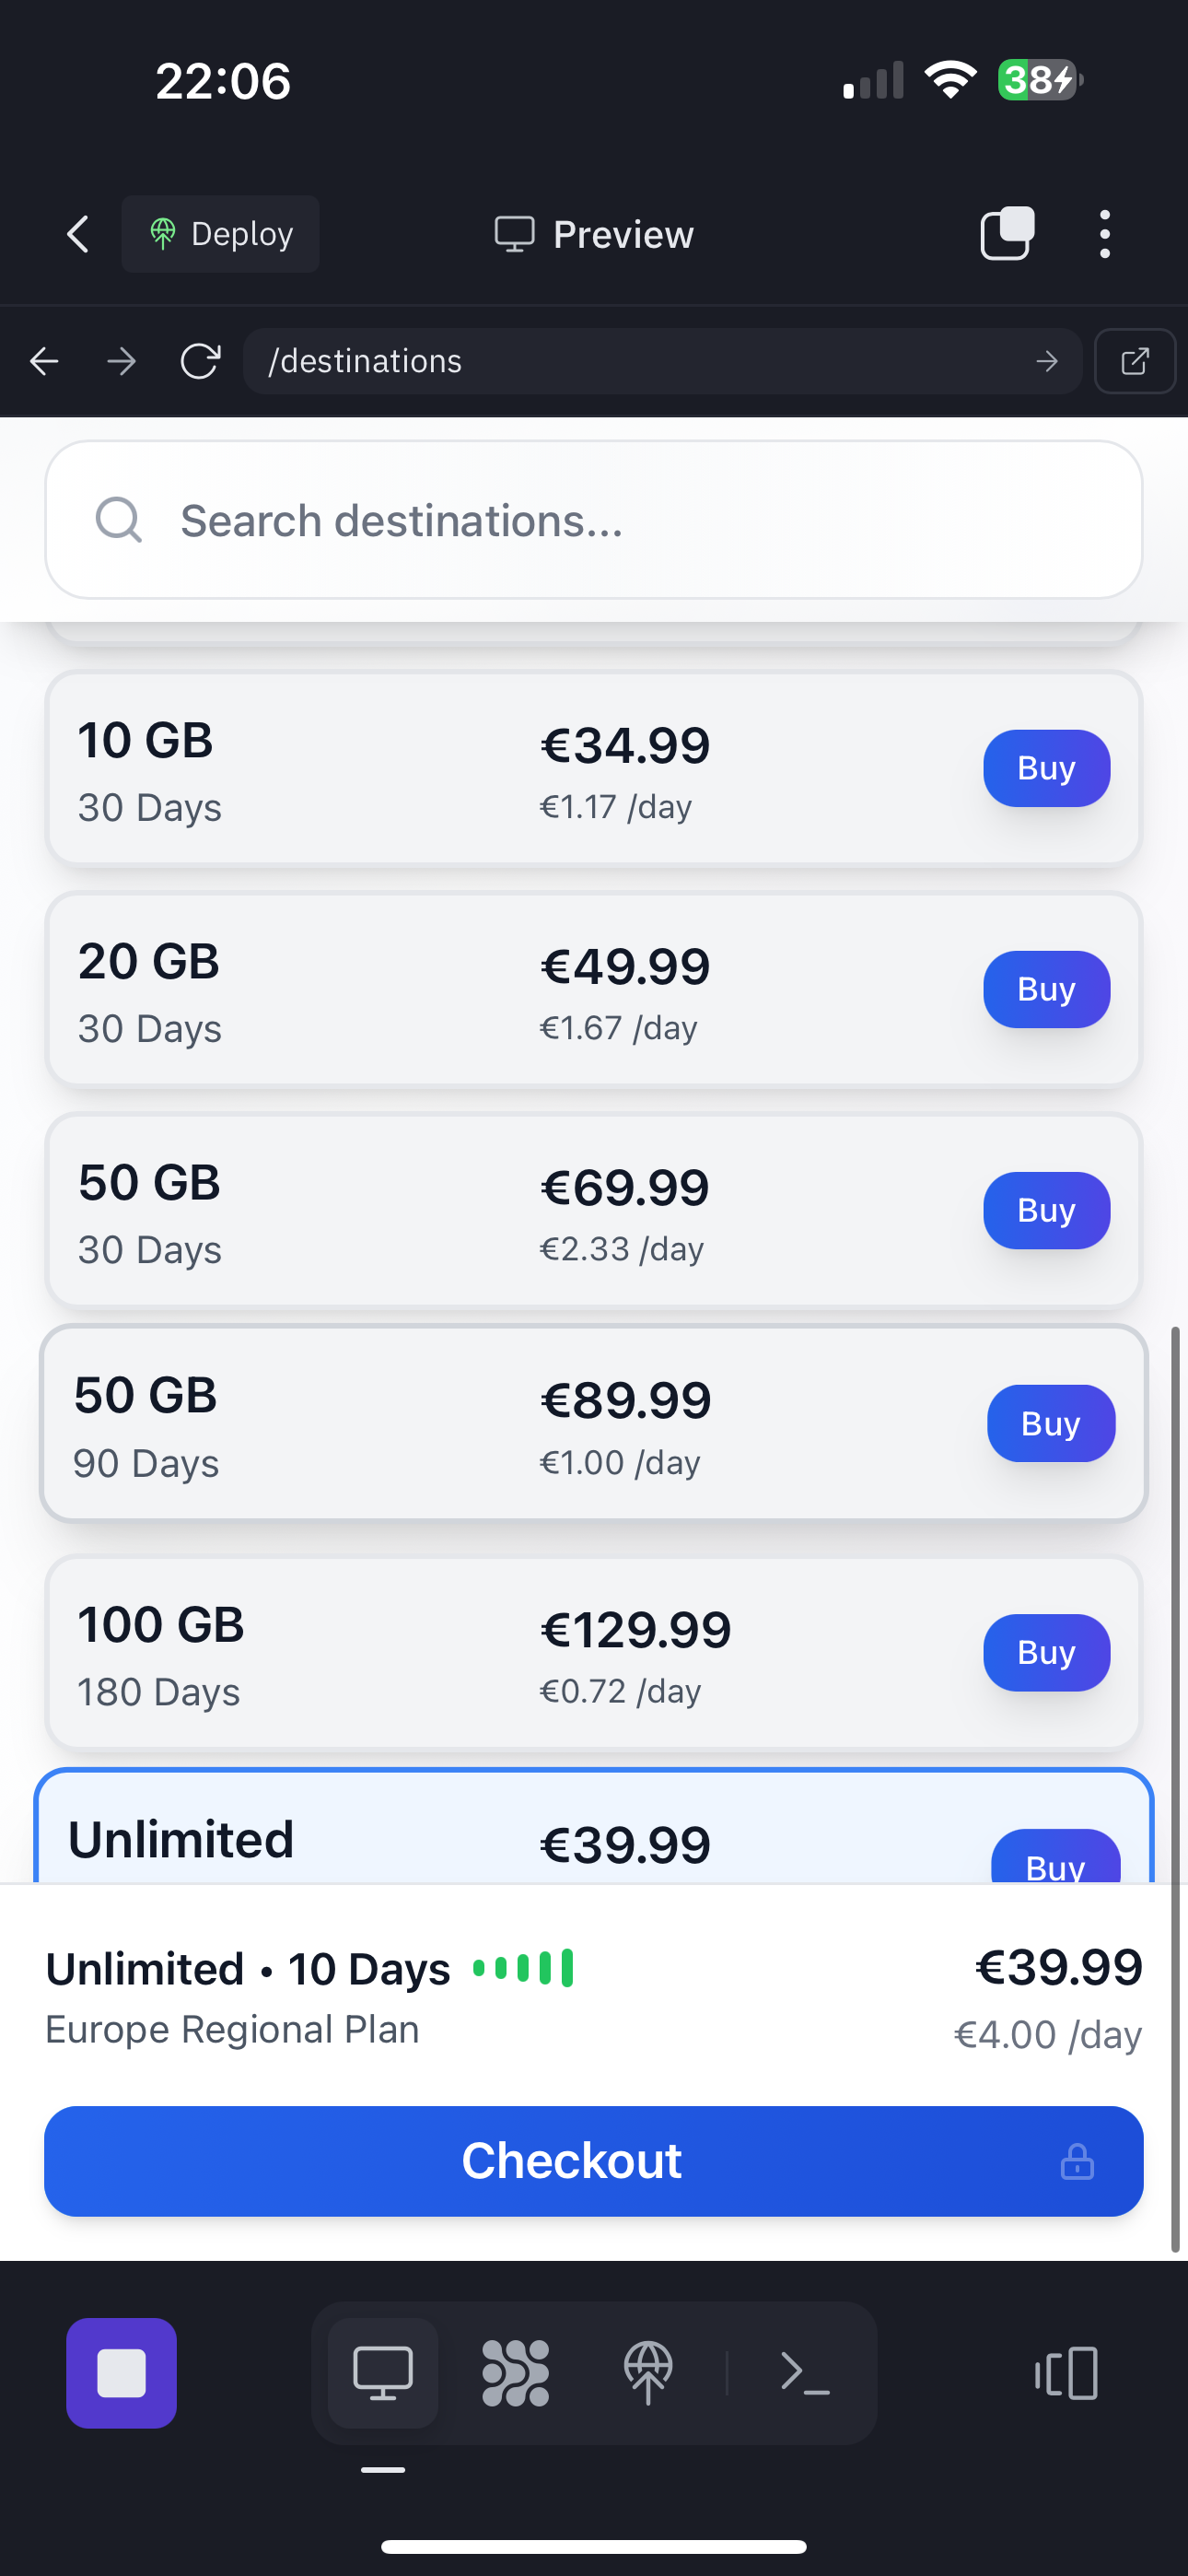 22:06
38
Deploy
Preview
/destinations
Search destinations...
10 GB
€34.99
Buy
30 Days
€1.17 /day
20 GB
€49.99
Buy
30 Days
€1.67 /day
50 GB
€69.99
Buy
30 Days
€2.33 /day
50 GB
€89.99
Buy
90 Days
€1.00 /day
100 GB
€129.99
Buy
180 Days
€0.72 /day
Unlimited
€39.99
Buy
Unlimited • 10 Days
€39.99
Europe Regional Plan
€4.00 /day
Checkout